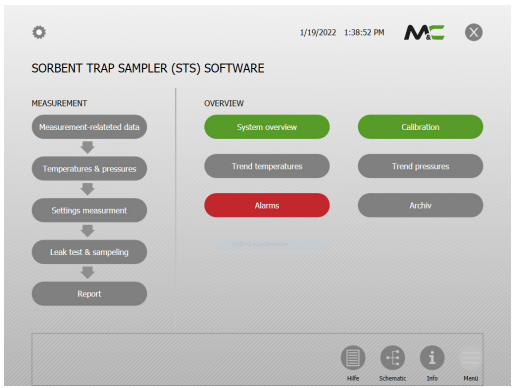 1/19/2022 1:38:52 PM M&C
SORBENT TRAP SAMPLER (STS) SOFTWARE
MEASUREMENT
Measurement-relateted data
Temperatures & pressures
Settings measurment
Leak test & sampeling
Report
OVERVIEW
System overview
Calibration
Trend temperatures
Trend pressures
Alarms
Archiv
Hilfe
Schematic
Info
Menü